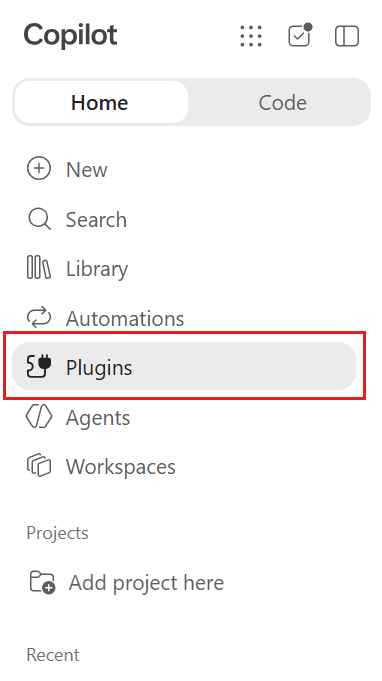 Copilot
Home Code
New
Search
Library
Automations
Plugins
Agents
Workspaces
Projects
Add project here
Recent